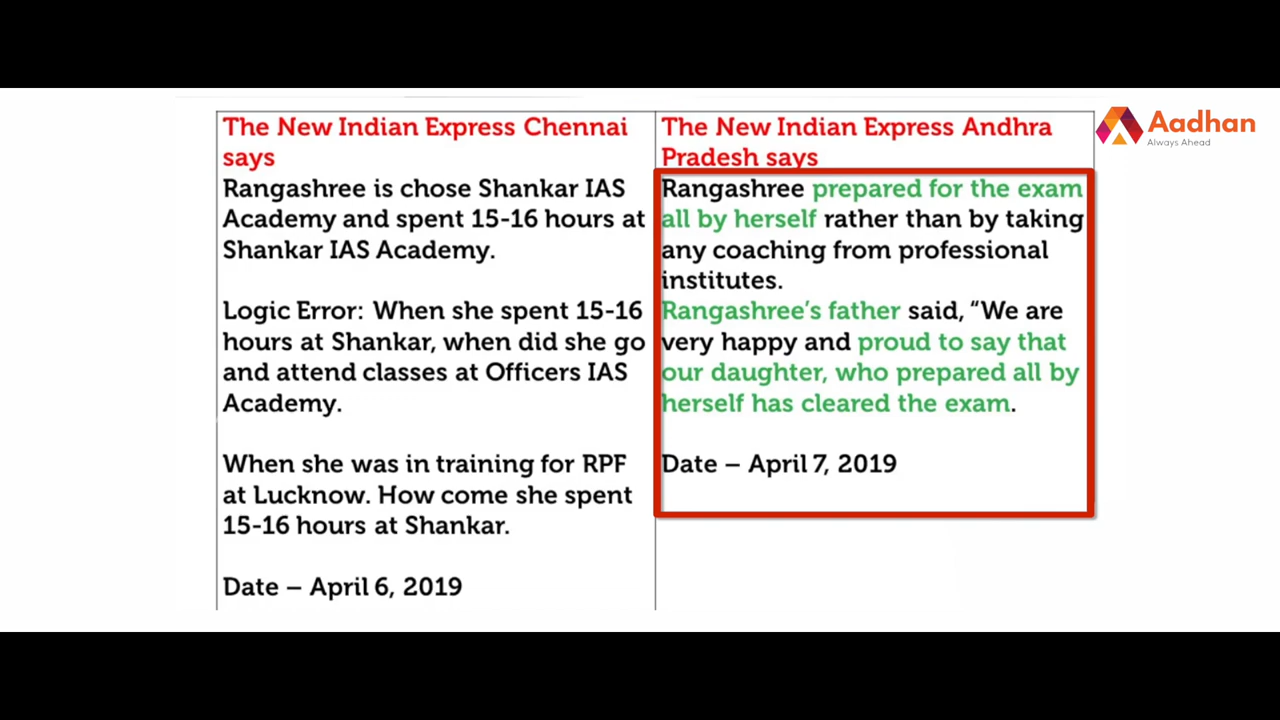 The New Indian Express Chennai
says
Rangashree is chose Shankar IAS
Academy and spent 15-16 hours at
Shankar IAS Academy.
Logic Error: When she spent 15-16
hours at Shankar, when did she go
and attend classes at Officers IAS
Academy.
When she was in training for RPF
at Lucknow. How come she spent
15-16 hours at Shankar.
Date – April 6, 2019
The New Indian Express Andhra
Pradesh says
Rangashree prepared for the exam
all by herself rather than by taking
any coaching from professional
institutes.
Rangashree’s father said, “We are
very happy and proud to say that
our daughter, who prepared all by
herself has cleared the exam.
Date – April 7, 2019
Aadhan
Always Ahead